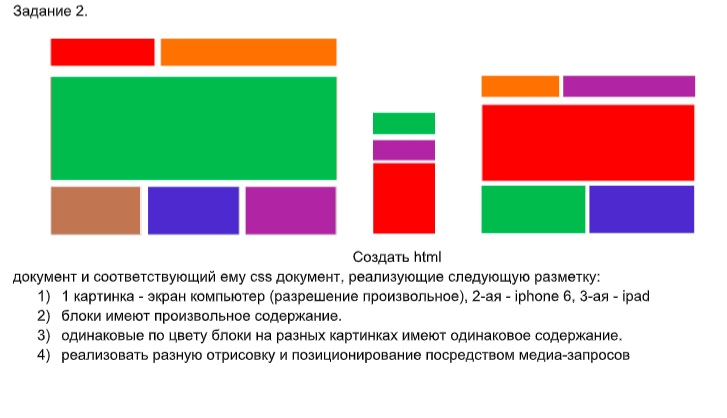 Задание 2.
Создать html
документ и соответствующий ему css документ, реализующие следующую разметку:
1) 1 картинка - экран компьютер (разрешение произвольное), 2-ая - iphone 6, 3-ая - ipad
2) блоки имеют произвольное содержание.
3) одинаковые по цвету блоки на разных картинках имеют одинаковое содержание.
4) реализовать разную отрисовку и позиционирование посредством медиа-запросов